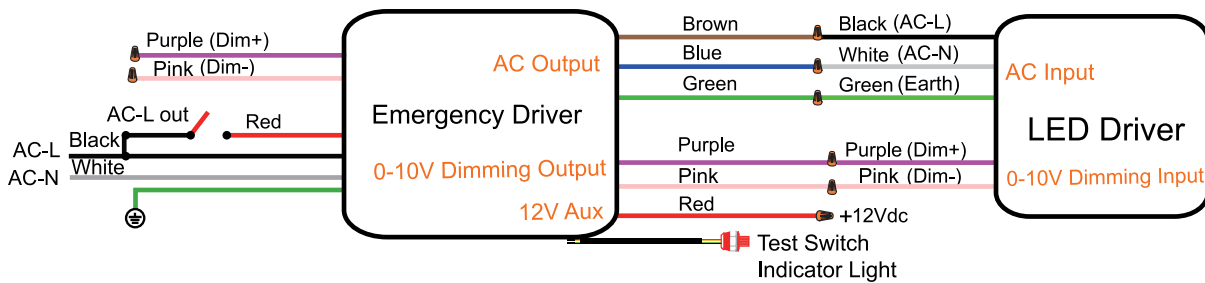 Purple (Dim+)
Pink (Dim-)
AC-L out
Red
Black
AC-L
White
AC-N
AC Output
Emergency Driver
0-10V Dimming Output
12V Aux
Brown
Black (AC-L)
Blue
White (AC-N)
Green
Green (Earth)
Purple
Purple (Dim+)
Pink
Pink (Dim-)
Red
+12Vdc
Test Switch
Indicator Light
AC Input
LED Driver
0-10V Dimming Input